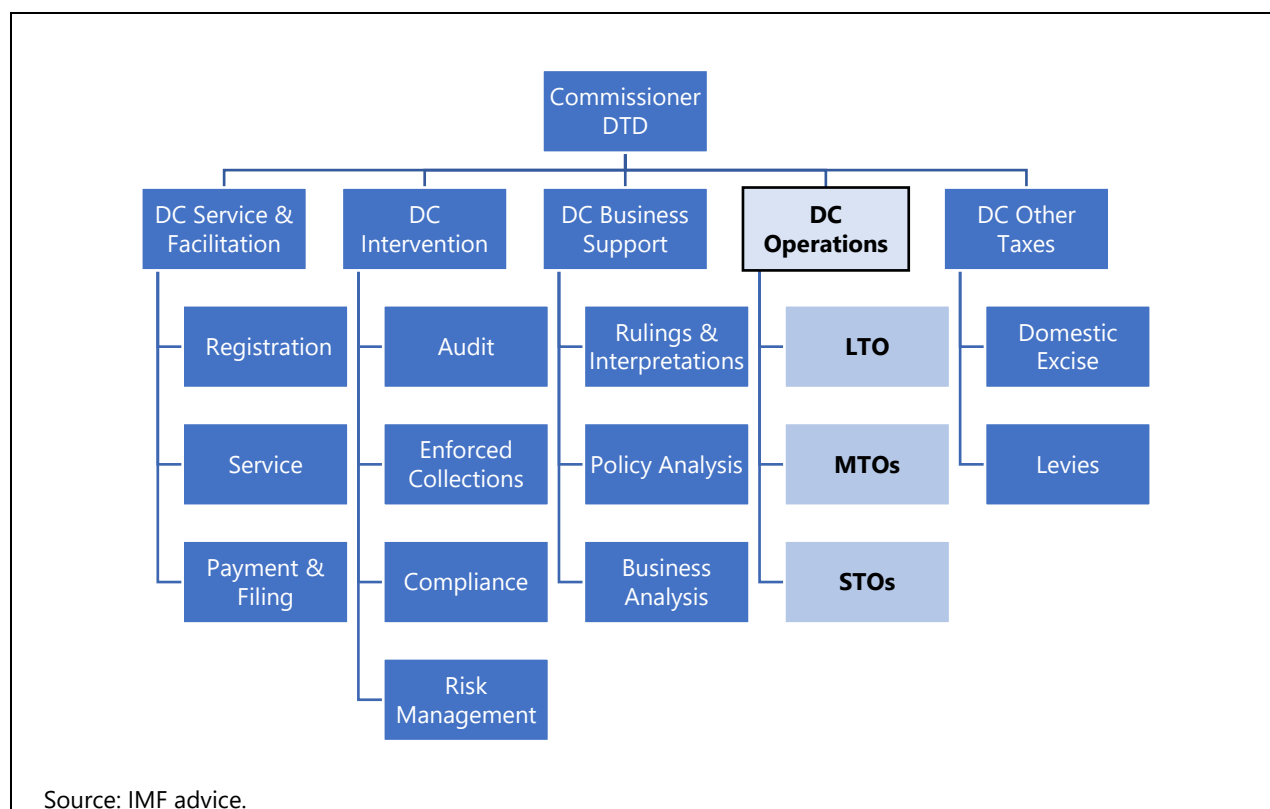 Commissioner
DTD
DC Service &
Facilitation
DC
Intervention
DC Business
Support
DC
Operations
DC Other
Taxes
Registration
Audit
Rulings &
Interpretations
LTO
Domestic
Excise
Service
Enforced
Collections
Policy Analysis
MTOs
Levies
Payment &
Filing
Compliance
Business
Analysis
STOs
Risk
Management
Source: IMF advice.